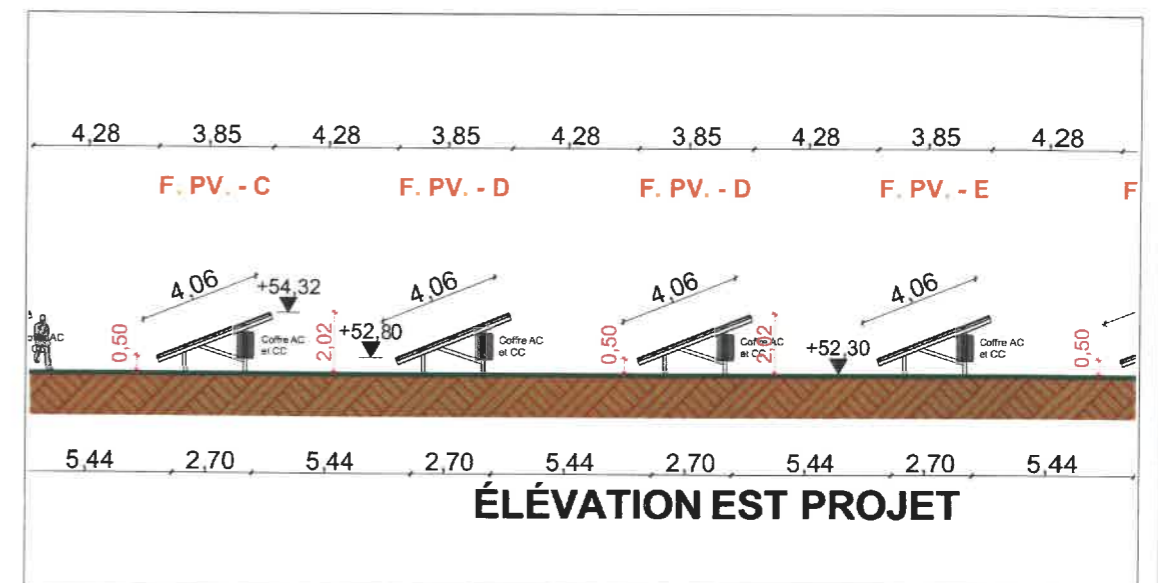 4,28 3,85 4,28 3,85 4,28 3,85 4,28 3,85 4,28
F. PV. - C F. PV. - D F. PV. - D F. PV. - E F
4,06 4,06 4,06 4,06
+54,32
+52,80
+52,30
0,50 2,02 0,50 2,02 0,50
AC
Coffre AC
et CC
Coffre AC
et CC
Coffre AC
et CC
Coffre AC
et CC
5,44 2,70 5,44 2,70 5,44 2,70 5,44 2,70 5,44
ÉLÉVATION EST PROJET